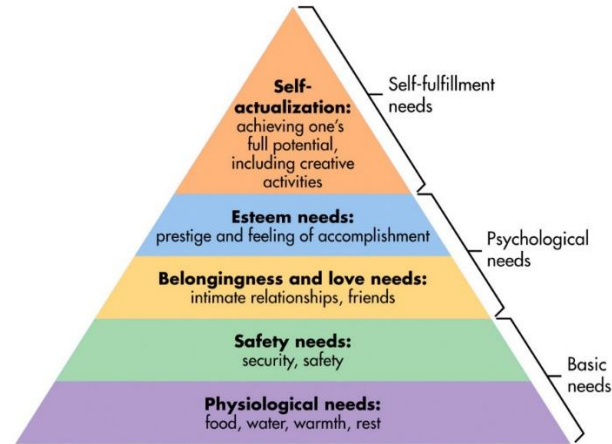 Self-
actualization:
achieving one's
full potential,
including creative
activities
Self-fulfillment
needs
Esteem needs:
prestige and feeling of accomplishment
Psychological
needs
Belongingness and love needs:
intimate relationships, friends
Safety needs:
security, safety
Basic
needs
Physiological needs:
food, water, warmth, rest